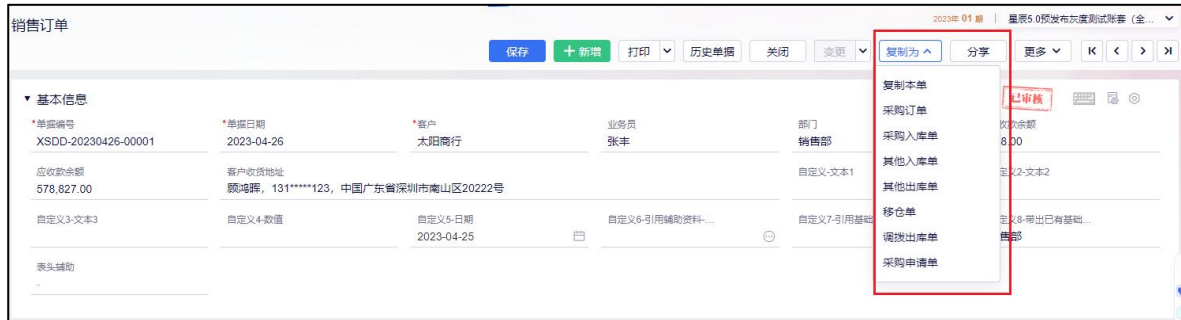 销售订单
2023年 01 期 | 星辰5.0预发布灰度测试账套（全...
保存 新增 打印 历史单据 关闭 变更 复制为 分享 更多
复制本单
采购订单
采购入库单
其他入库单
其他出库单
移仓单
调拨出库单
采购申请单
基本信息
已审核
*单据编号 *单据日期 *客户 业务员 部门 收款余额
XSDD-20230426-00001 2023-04-26 太阳商行 张丰 销售部 8.00
应收款余额 客户收货地址 自定义-文本1 定义2-文本2
578,827.00 顾鸿晖，131*****123，中国广东省深圳市南山区20222号
自定义3-文本3 自定义4-数值 自定义5-日期 自定义6-引用辅助资料-... 自定义7-引用基础 定义8-带出已有基础...
2023-04-25 售部
表头辅助
-